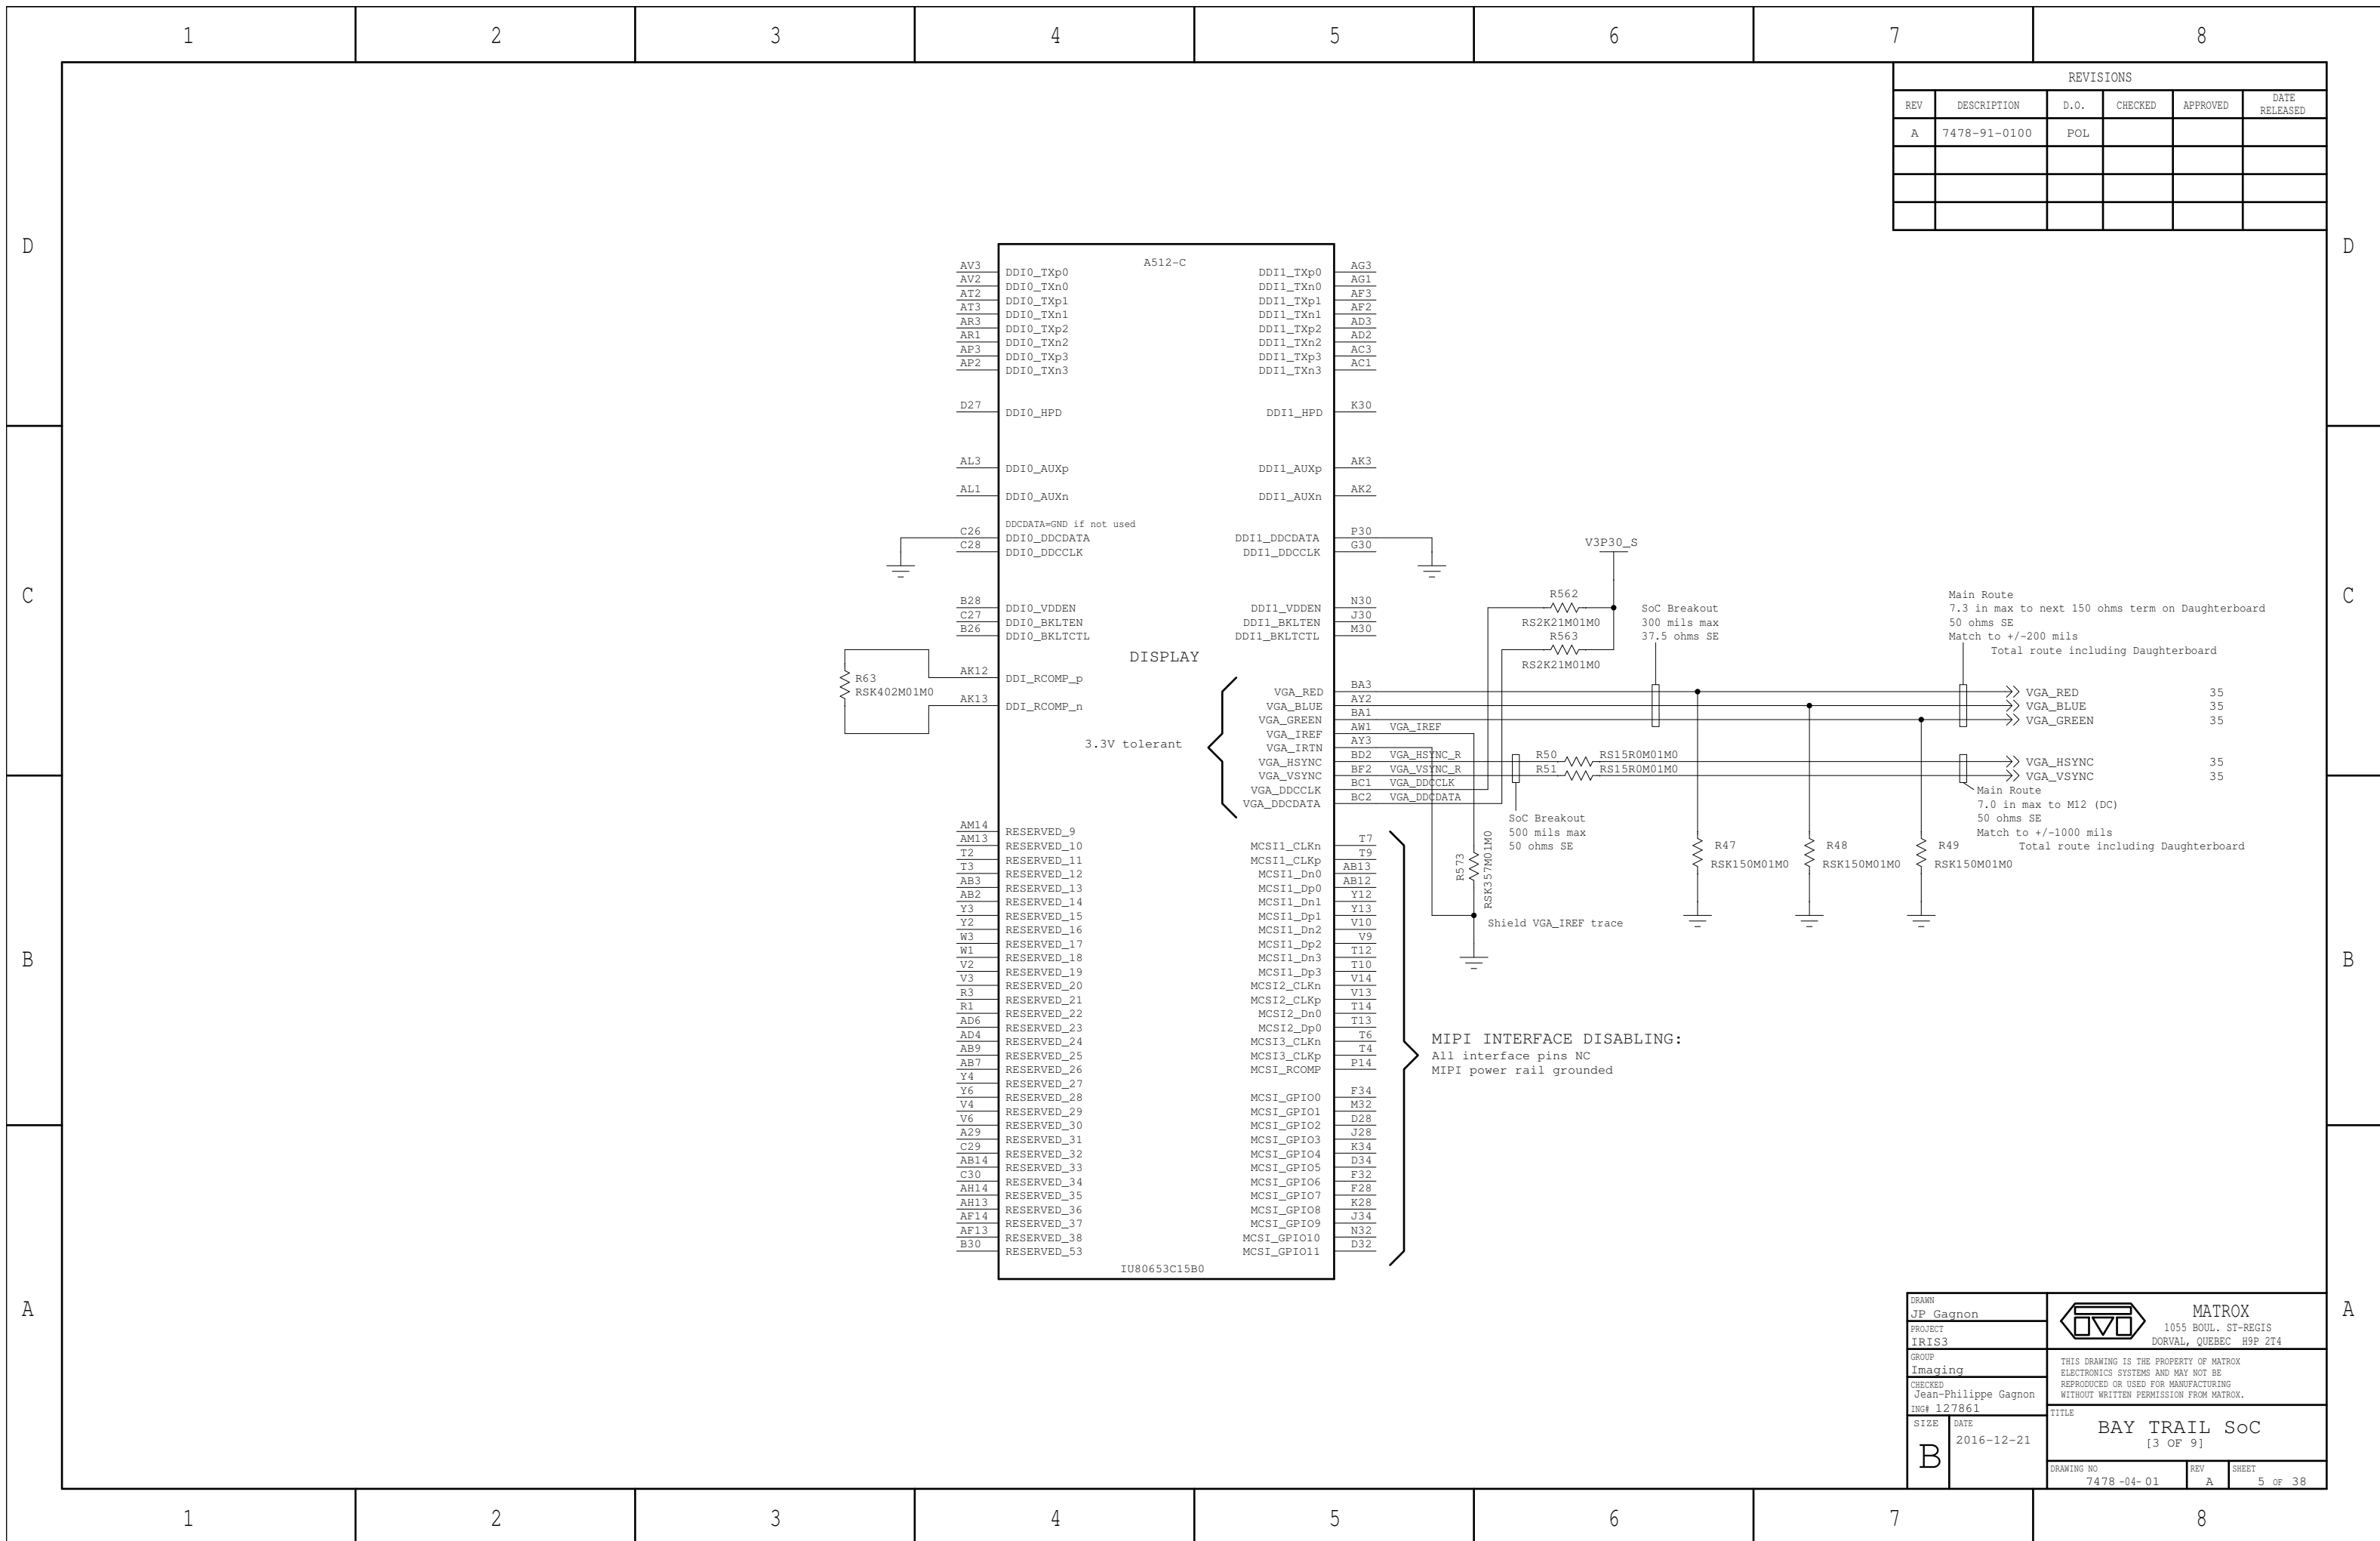 1 2 3 4 5 6 7 8
REVISIONS
REV DESCRIPTION D.O. CHECKED APPROVED DATE RELEASED
A 7478-91-0100 POL
D D
C C
B B
A A
A512-C
AV3 DDI0_TXp0
AV2 DDI0_TXn0
AT2 DDI0_TXp1
AT3 DDI0_TXn1
AR3 DDI0_TXp2
AR1 DDI0_TXn2
AP3 DDI0_TXp3
AP2 DDI0_TXn3
D27 DDI0_HPD
AL3 DDI0_AUXp
AL1 DDI0_AUXn
DDCDATA=GND if not used
C26 DDI0_DDCDATA
C28 DDI0_DDCCLK
B28 DDI0_VDDEN
C27 DDI0_BKLTEN
B26 DDI0_BKLTCTL
DISPLAY
R63
RSK402M01M0
AK12 DDI_RCOMP_p
AK13 DDI_RCOMP_n
3.3V tolerant
AM14 RESERVED_9
AM13 RESERVED_10
T2 RESERVED_11
T3 RESERVED_12
AB3 RESERVED_13
AB2 RESERVED_14
Y3 RESERVED_15
Y2 RESERVED_16
W3 RESERVED_17
W1 RESERVED_18
V2 RESERVED_19
V3 RESERVED_20
R3 RESERVED_21
R1 RESERVED_22
AD6 RESERVED_23
AD4 RESERVED_24
AB9 RESERVED_25
AB7 RESERVED_26
Y4 RESERVED_27
Y6 RESERVED_28
V4 RESERVED_29
V6 RESERVED_30
A29 RESERVED_31
C29 RESERVED_32
AB14 RESERVED_33
C30 RESERVED_34
AH14 RESERVED_35
AH13 RESERVED_36
AF14 RESERVED_37
AF13 RESERVED_38
B30 RESERVED_53
IU80653C15B0
DDI1_TXp0 AG3
DDI1_TXn0 AG1
DDI1_TXp1 AF3
DDI1_TXn1 AF2
DDI1_TXp2 AD3
DDI1_TXn2 AD2
DDI1_TXp3 AC3
DDI1_TXn3 AC1
DDI1_HPD K30
DDI1_AUXp AK3
DDI1_AUXn AK2
DDI1_DDCDATA P30
DDI1_DDCCLK G30
DDI1_VDDEN N30
DDI1_BKLTEN J30
DDI1_BKLTCTL M30
VGA_RED BA3
VGA_BLUE AY2
VGA_GREEN BA1
VGA_IREF AW1 VGA_IREF
VGA_IRTN AY3
VGA_HSYNC BD2 VGA_HSYNC_R
VGA_VSYNC BF2 VGA_VSYNC_R
VGA_DDCCLK BC1 VGA_DDCCLK
VGA_DDCDATA BC2 VGA_DDCDATA
MCSI1_CLKn T7
MCSI1_CLKp T9
MCSI1_Dn0 AB13
MCSI1_Dp0 AB12
MCSI1_Dn1 Y12
MCSI1_Dp1 Y13
MCSI1_Dn2 V10
MCSI1_Dp2 V9
MCSI1_Dn3 T12
MCSI1_Dp3 T10
MCSI2_CLKn V14
MCSI2_CLKp V13
MCSI2_Dn0 T14
MCSI2_Dp0 T13
MCSI3_CLKn T6
MCSI3_CLKp T4
MCSI_RCOMP P14
MCSI_GPIO0 F34
MCSI_GPIO1 M32
MCSI_GPIO2 D28
MCSI_GPIO3 J28
MCSI_GPIO4 K34
MCSI_GPIO5 D34
MCSI_GPIO6 F32
MCSI_GPIO7 F28
MCSI_GPIO8 K28
MCSI_GPIO9 J34
MCSI_GPIO10 N32
MCSI_GPIO11 D32
V3P30_S
R562
RS2K21M01M0
R563
RS2K21M01M0
SoC Breakout
300 mils max
37.5 ohms SE
Main Route
7.3 in max to next 150 ohms term on Daughterboard
50 ohms SE
Match to +/-200 mils
Total route including Daughterboard
VGA_RED 35
VGA_BLUE 35
VGA_GREEN 35
R50 RS15R0M01M0
R51 RS15R0M01M0
VGA_HSYNC 35
VGA_VSYNC 35
Main Route
7.0 in max to M12 (DC)
50 ohms SE
Match to +/-1000 mils
Total route including Daughterboard
SoC Breakout
500 mils max
50 ohms SE
R573
RSK357M01M0
Shield VGA_IREF trace
R47
RSK150M01M0
R48
RSK150M01M0
R49
RSK150M01M0
MIPI INTERFACE DISABLING:
All interface pins NC
MIPI power rail grounded
DRAWN
JP Gagnon
PROJECT
IRIS3
GROUP
Imaging
CHECKED
Jean-Philippe Gagnon
ING# 127861
SIZE
B
DATE
2016-12-21
MATROX
1055 BOUL. ST-REGIS
DORVAL, QUEBEC H9P 2T4
THIS DRAWING IS THE PROPERTY OF MATROX
ELECTRONICS SYSTEMS AND MAY NOT BE
REPRODUCED OR USED FOR MANUFACTURING
WITHOUT WRITTEN PERMISSION FROM MATROX.
TITLE
BAY TRAIL SoC
[3 OF 9]
DRAWING NO
7478 -04- 01
REV
A
SHEET
5 OF 38
1 2 3 4 5 6 7 8